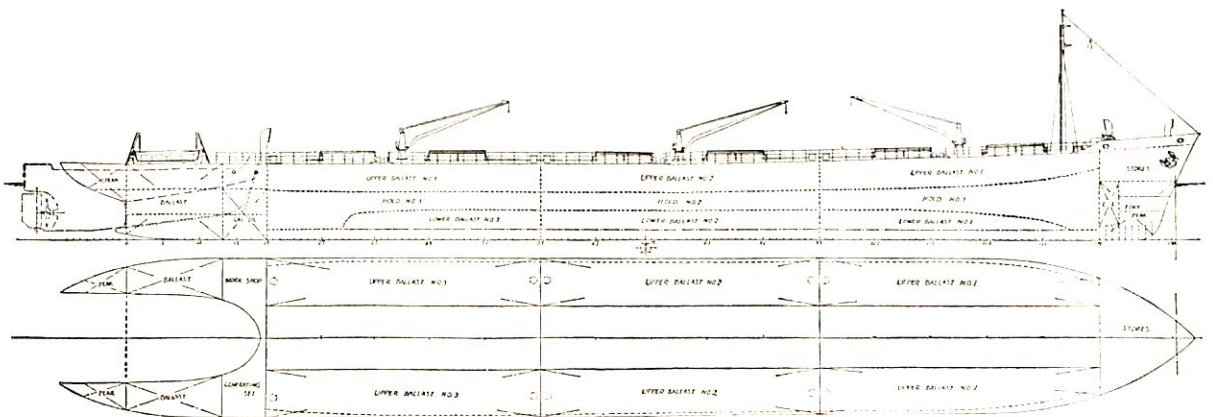 PEAK
BALLAST
UPPER BALLAST NO.3
UPPER BALLAST NO.2
UPPER BALLAST NO.1
STORES
HOLD NO.3
HOLD NO.2
HOLD NO.1
LOWER BALLAST NO.3
LOWER BALLAST NO.2
LOWER BALLAST NO.1
FORE
PEAK
PEAK
BALLAST
WORK SHOP
UPPER BALLAST NO.3
UPPER BALLAST NO.2
UPPER BALLAST NO.1
STORES
PEAK
BALLAST
GENERATING
SET
UPPER BALLAST NO.3
UPPER BALLAST NO.2
UPPER BALLAST NO.1